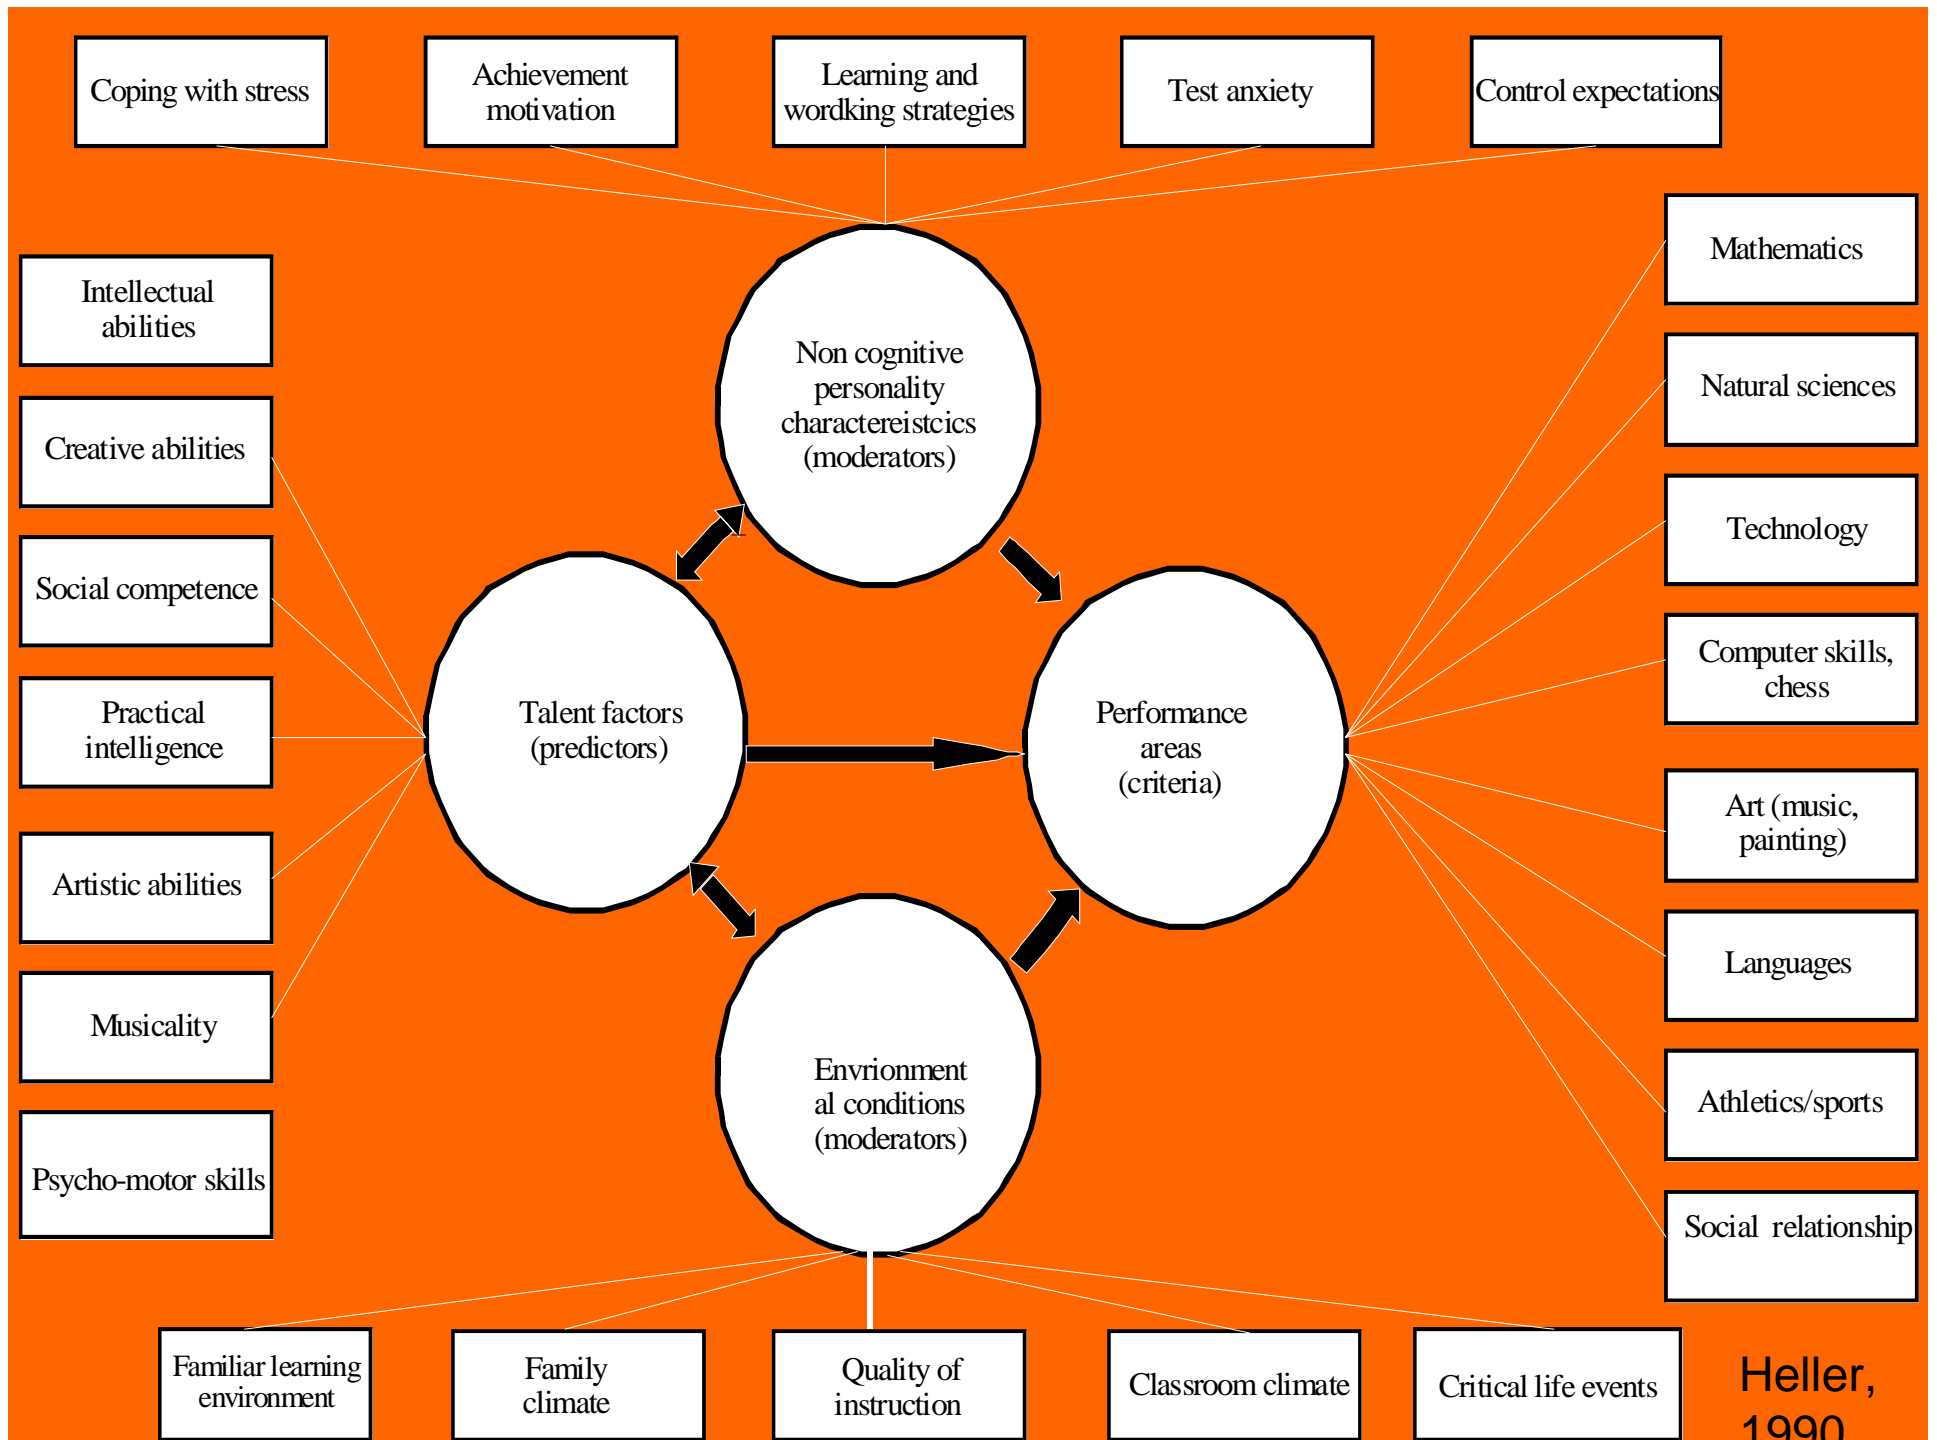 Coping with stress
Achievement
motivation
Learning and
wordking strategies
Test anxiety
Control expectations
Mathematics
Intellectual
abilities
Non cognitive
personality
charactereistcics
(moderators)
Natural sciences
Creative abilities
Technology
Social competence
Computer skills,
chess
Practical
intelligence
Talent factors
(predictors)
Performance
areas
(criteria)
Art (music,
painting)
Artistic abilities
Languages
Musicality
Envrionment
al conditions
(moderators)
Athletics/sports
Psycho-motor skills
Social relationship
Familiar learning
environment
Family
climate
Quality of
instruction
Classroom climate
Critical life events
Heller,
1990